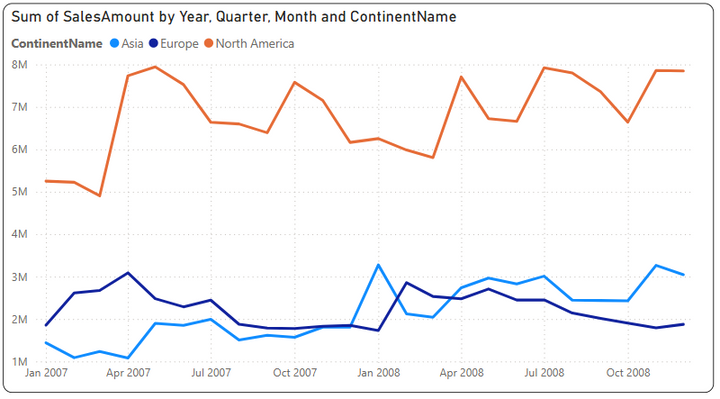 Sum of SalesAmount by Year, Quarter, Month and ContinentName
ContinentName Asia Europe North America
8M
7M
6M
5M
4M
3M
2M
1M
Jan 2007 Apr 2007 Jul 2007 Oct 2007 Jan 2008 Apr 2008 Jul 2008 Oct 2008